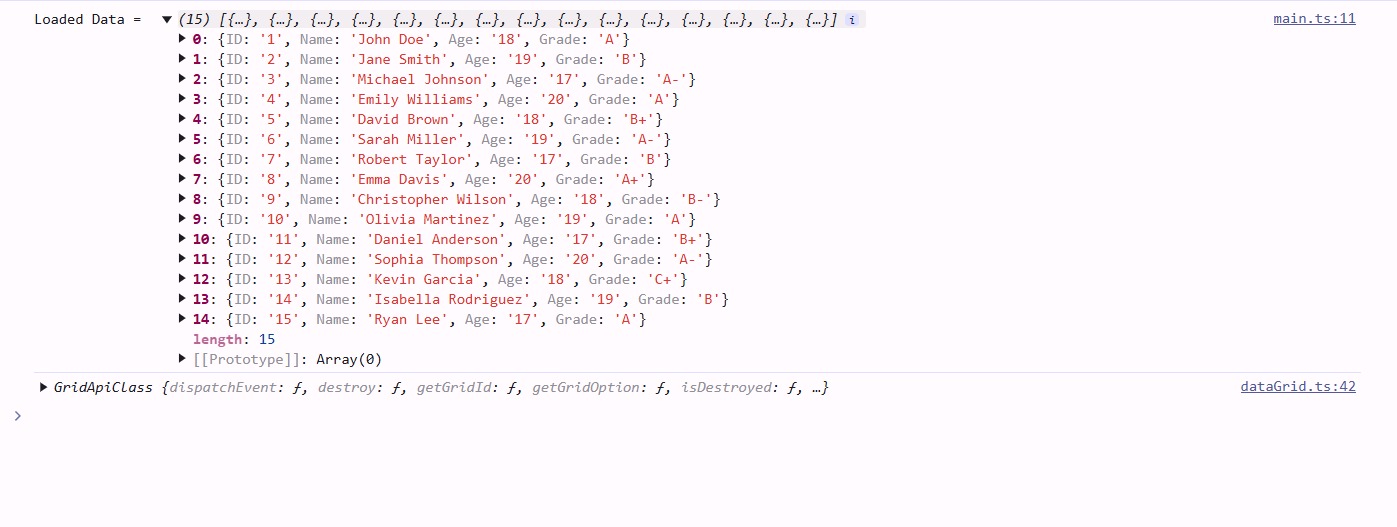 Loaded Data = ▼ (15) [{…}, {…}, {…}, {…}, {…}, {…}, {…}, {…}, {…}, {…}, {…}, {…}, {…}, {…}, {…}] i main.ts:11
▶ 0: {ID: '1', Name: 'John Doe', Age: '18', Grade: 'A'}
▶ 1: {ID: '2', Name: 'Jane Smith', Age: '19', Grade: 'B'}
▶ 2: {ID: '3', Name: 'Michael Johnson', Age: '17', Grade: 'A-'}
▶ 3: {ID: '4', Name: 'Emily Williams', Age: '20', Grade: 'A'}
▶ 4: {ID: '5', Name: 'David Brown', Age: '18', Grade: 'B+'}
▶ 5: {ID: '6', Name: 'Sarah Miller', Age: '19', Grade: 'A-'}
▶ 6: {ID: '7', Name: 'Robert Taylor', Age: '17', Grade: 'B'}
▶ 7: {ID: '8', Name: 'Emma Davis', Age: '20', Grade: 'A+'}
▶ 8: {ID: '9', Name: 'Christopher Wilson', Age: '18', Grade: 'B-'}
▶ 9: {ID: '10', Name: 'Olivia Martinez', Age: '19', Grade: 'A'}
▶ 10: {ID: '11', Name: 'Daniel Anderson', Age: '17', Grade: 'B+'}
▶ 11: {ID: '12', Name: 'Sophia Thompson', Age: '20', Grade: 'A-'}
▶ 12: {ID: '13', Name: 'Kevin Garcia', Age: '18', Grade: 'C+'}
▶ 13: {ID: '14', Name: 'Isabella Rodriguez', Age: '19', Grade: 'B'}
▶ 14: {ID: '15', Name: 'Ryan Lee', Age: '17', Grade: 'A'}
length: 15
▶ [[Prototype]]: Array(0)
▶ GridApiClass {dispatchEvent: ƒ, destroy: ƒ, getGridId: ƒ, getGridOption: ƒ, isDestroyed: ƒ, …} dataGrid.ts:42